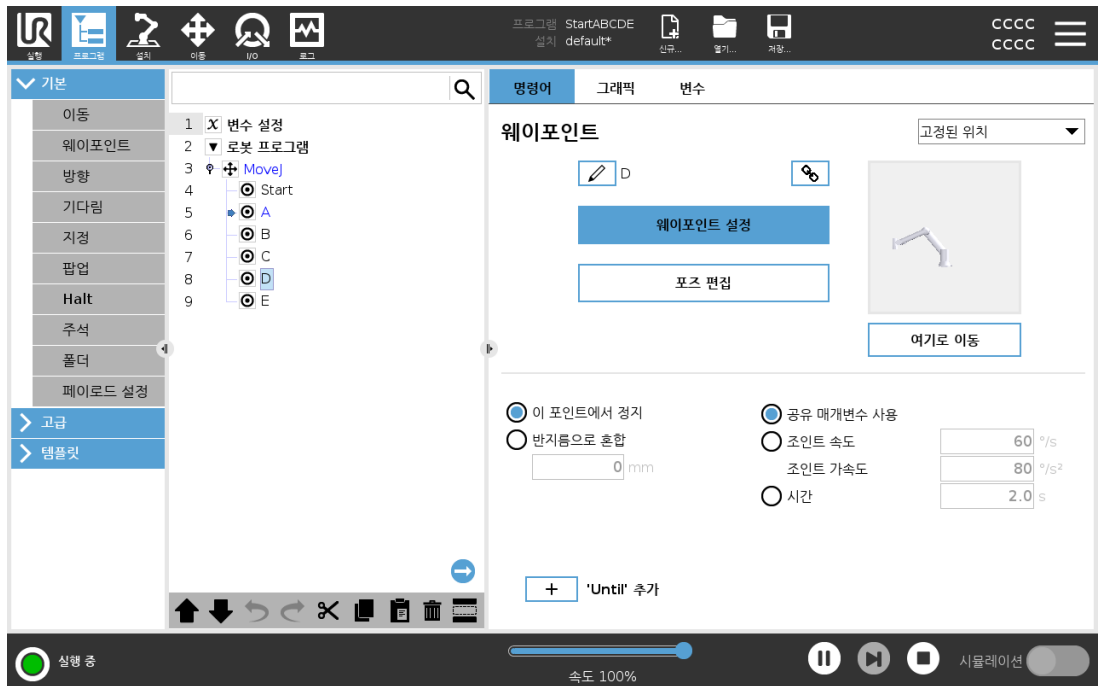 UR
실행 프로그램 설치 이동 I/O 로그
프로그램 StartABCDE
설치 default*
신규... 열기... 저장...
CCCC
CCCC
기본
이동
웨이포인트
방향
기다림
지정
팝업
Halt
주석
폴더
페이로드 설정
고급
템플릿
1 X 변수 설정
2 로봇 프로그램
3 MoveJ
4 Start
5 A
6 B
7 C
8 D
9 E
명령어 그래픽 변수
웨이포인트 고정된 위치
D
웨이포인트 설정
포즈 편집
여기로 이동
이 포인트에서 정지
반지름으로 혼합
0 mm
공유 매개변수 사용
조인트 속도 60 °/s
조인트 가속도 80 °/s²
시간 2.0 s
+ 'Until' 추가
실행 중
속도 100%
시뮬레이션